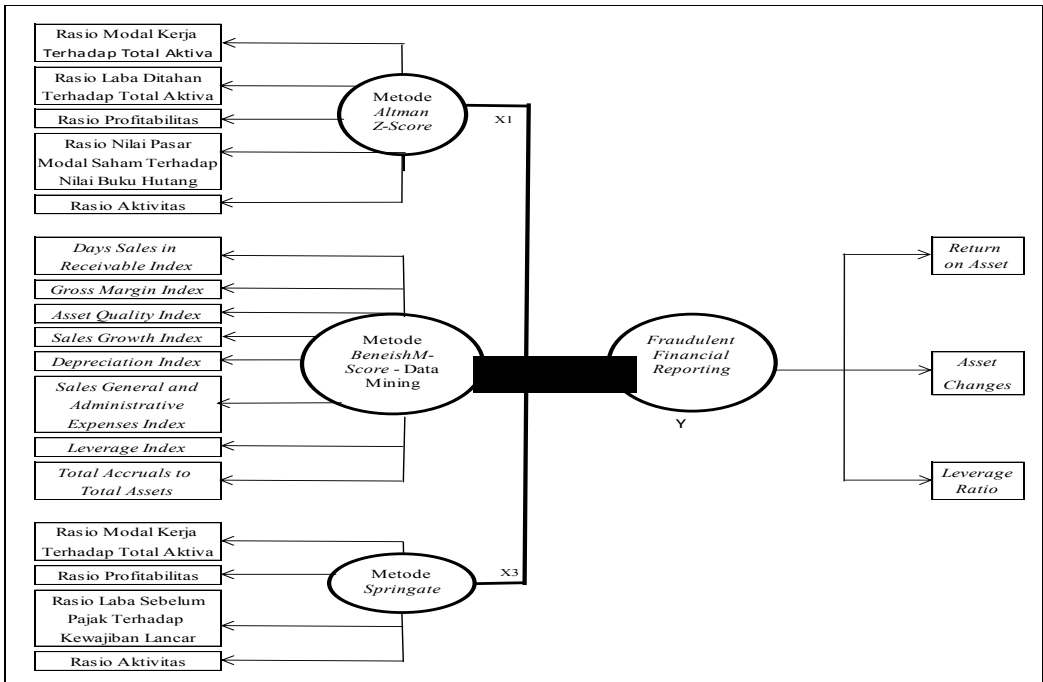 Rasio Modal Kerja
Terhadap Total Aktiva
Rasio Laba Ditahan
Terhadap Total Aktiva
Rasio Profitabilitas
Rasio Nilai Pasar
Modal Saham Terhadap
Nilai Buku Hutang
Rasio Aktivitas
Metode
Altman
Z-Score
X1
Days Sales in
Receivable Index
Gross Margin Index
Asset Quality Index
Sales Growth Index
Depreciation Index
Sales General and
Administrative
Expenses Index
Leverage Index
Total Accruals to
Total Assets
Metode
BeneishM-
Score - Data
Mining
Fraudulent
Financial
Reporting
Y
Return
on Asset
Asset
Changes
Leverage
Ratio
Rasio Modal Kerja
Terhadap Total Aktiva
Rasio Profitabilitas
Rasio Laba Sebelum
Pajak Terhadap
Kewajiban Lancar
Rasio Aktivitas
Metode
Springate
X3